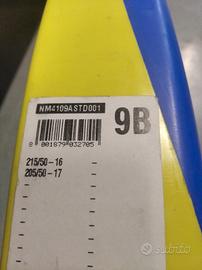 NM4109ASTD001
9B
8 001879 032705
215/50-16
205/50-17
subito